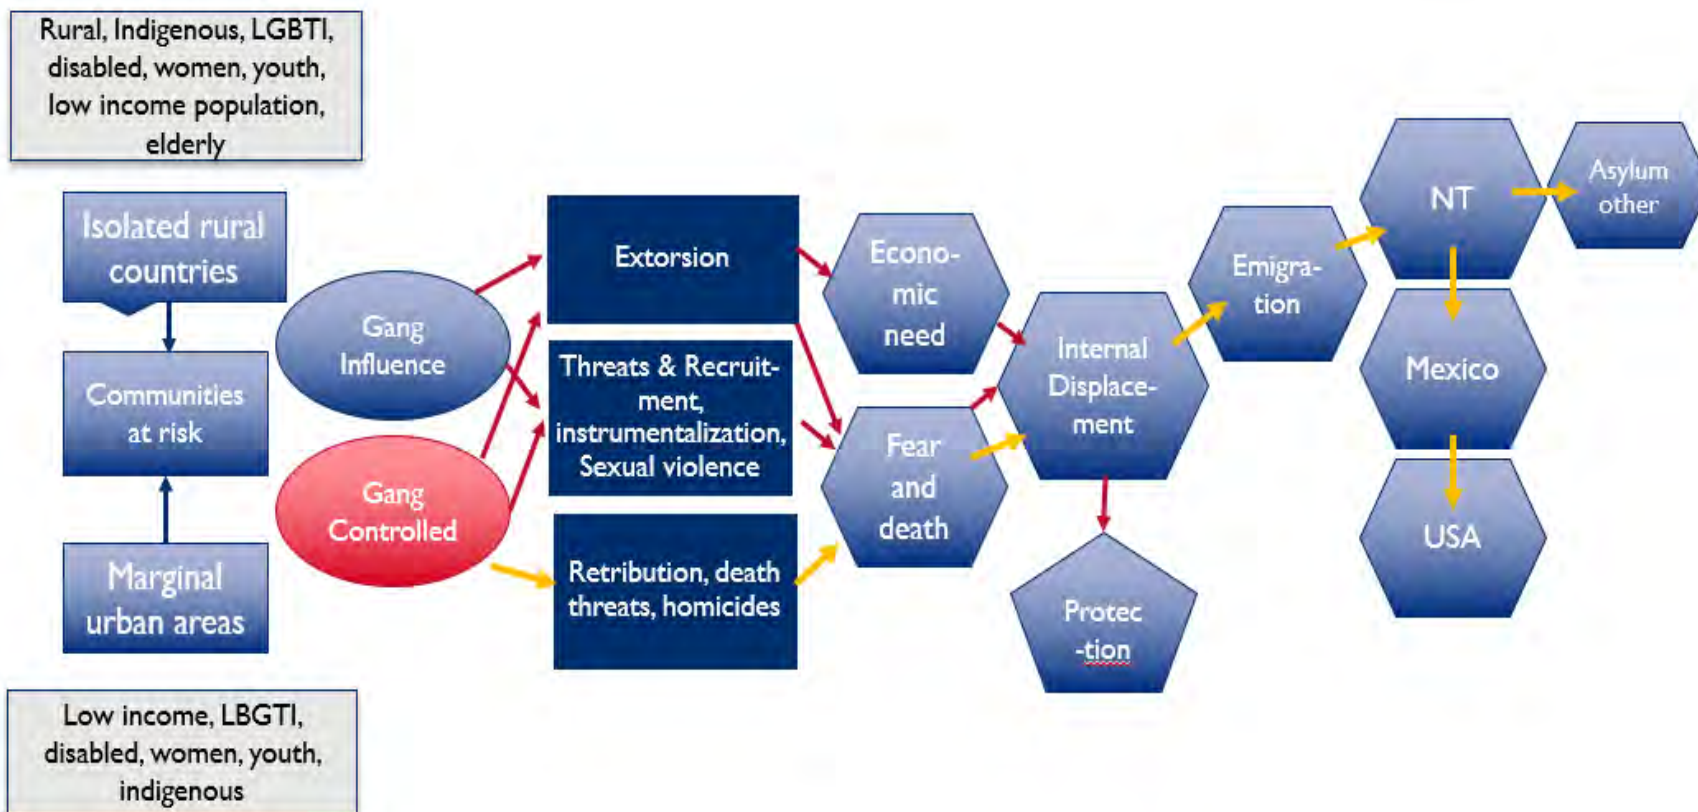 Rural, Indigenous, LGBTI,
disabled, women, youth,
low income population,
elderly
Isolated rural
countries
Communities
at risk
Marginal
urban areas
Low income, LBGTI,
disabled, women, youth,
indigenous
Gang
Influence
Gang
Controlled
Extorsion
Threats & Recruit-
ment,
instrumentalization,
Sexual violence
Retribution, death
threats, homicides
Econo-
mic
need
Fear
and
death
Internal
Displace-
ment
Protec
-tion
Emigra-
tion
NT
Asylum
other
Mexico
USA